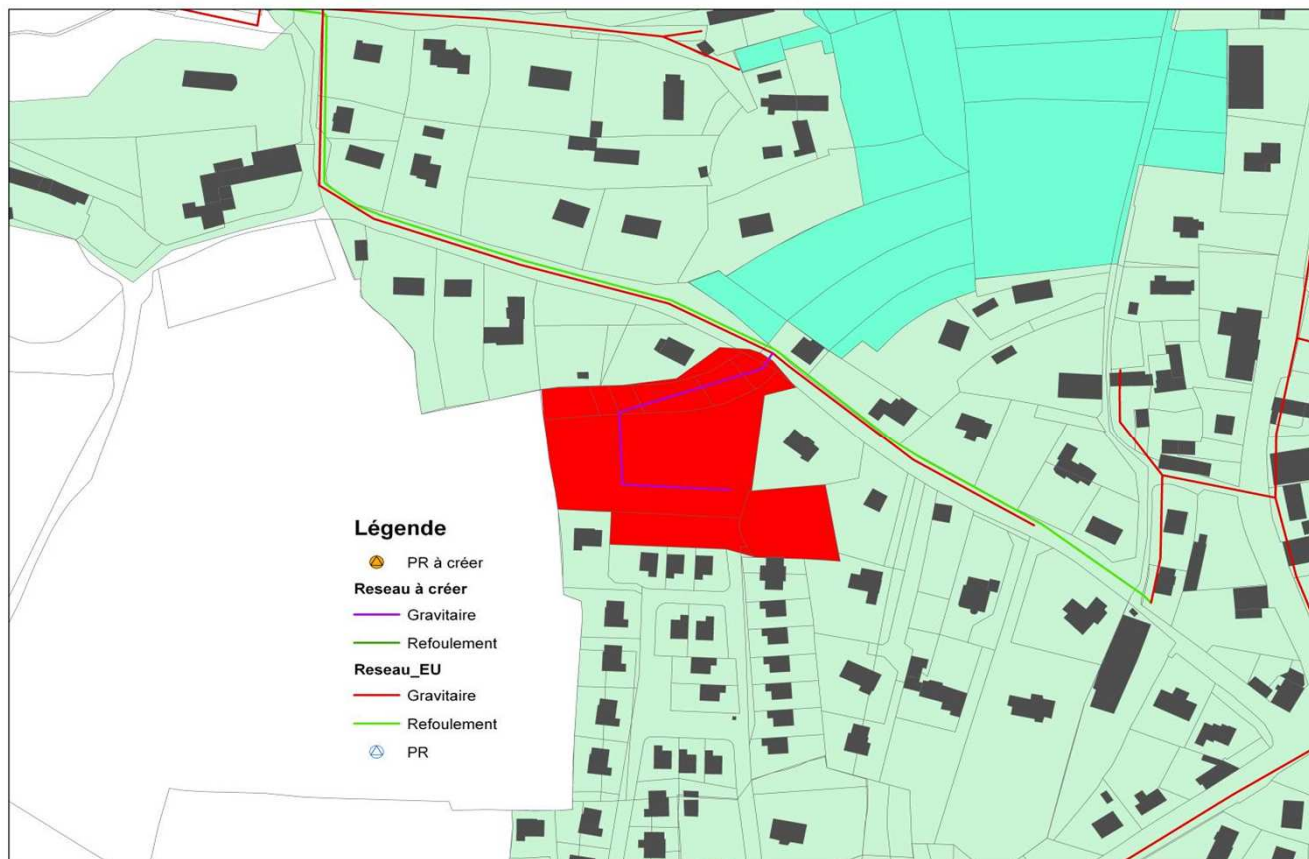 Légende
PR à créer
Reseau à créer
Gravitaire
Refoulement
Reseau_EU
Gravitaire
Refoulement
PR